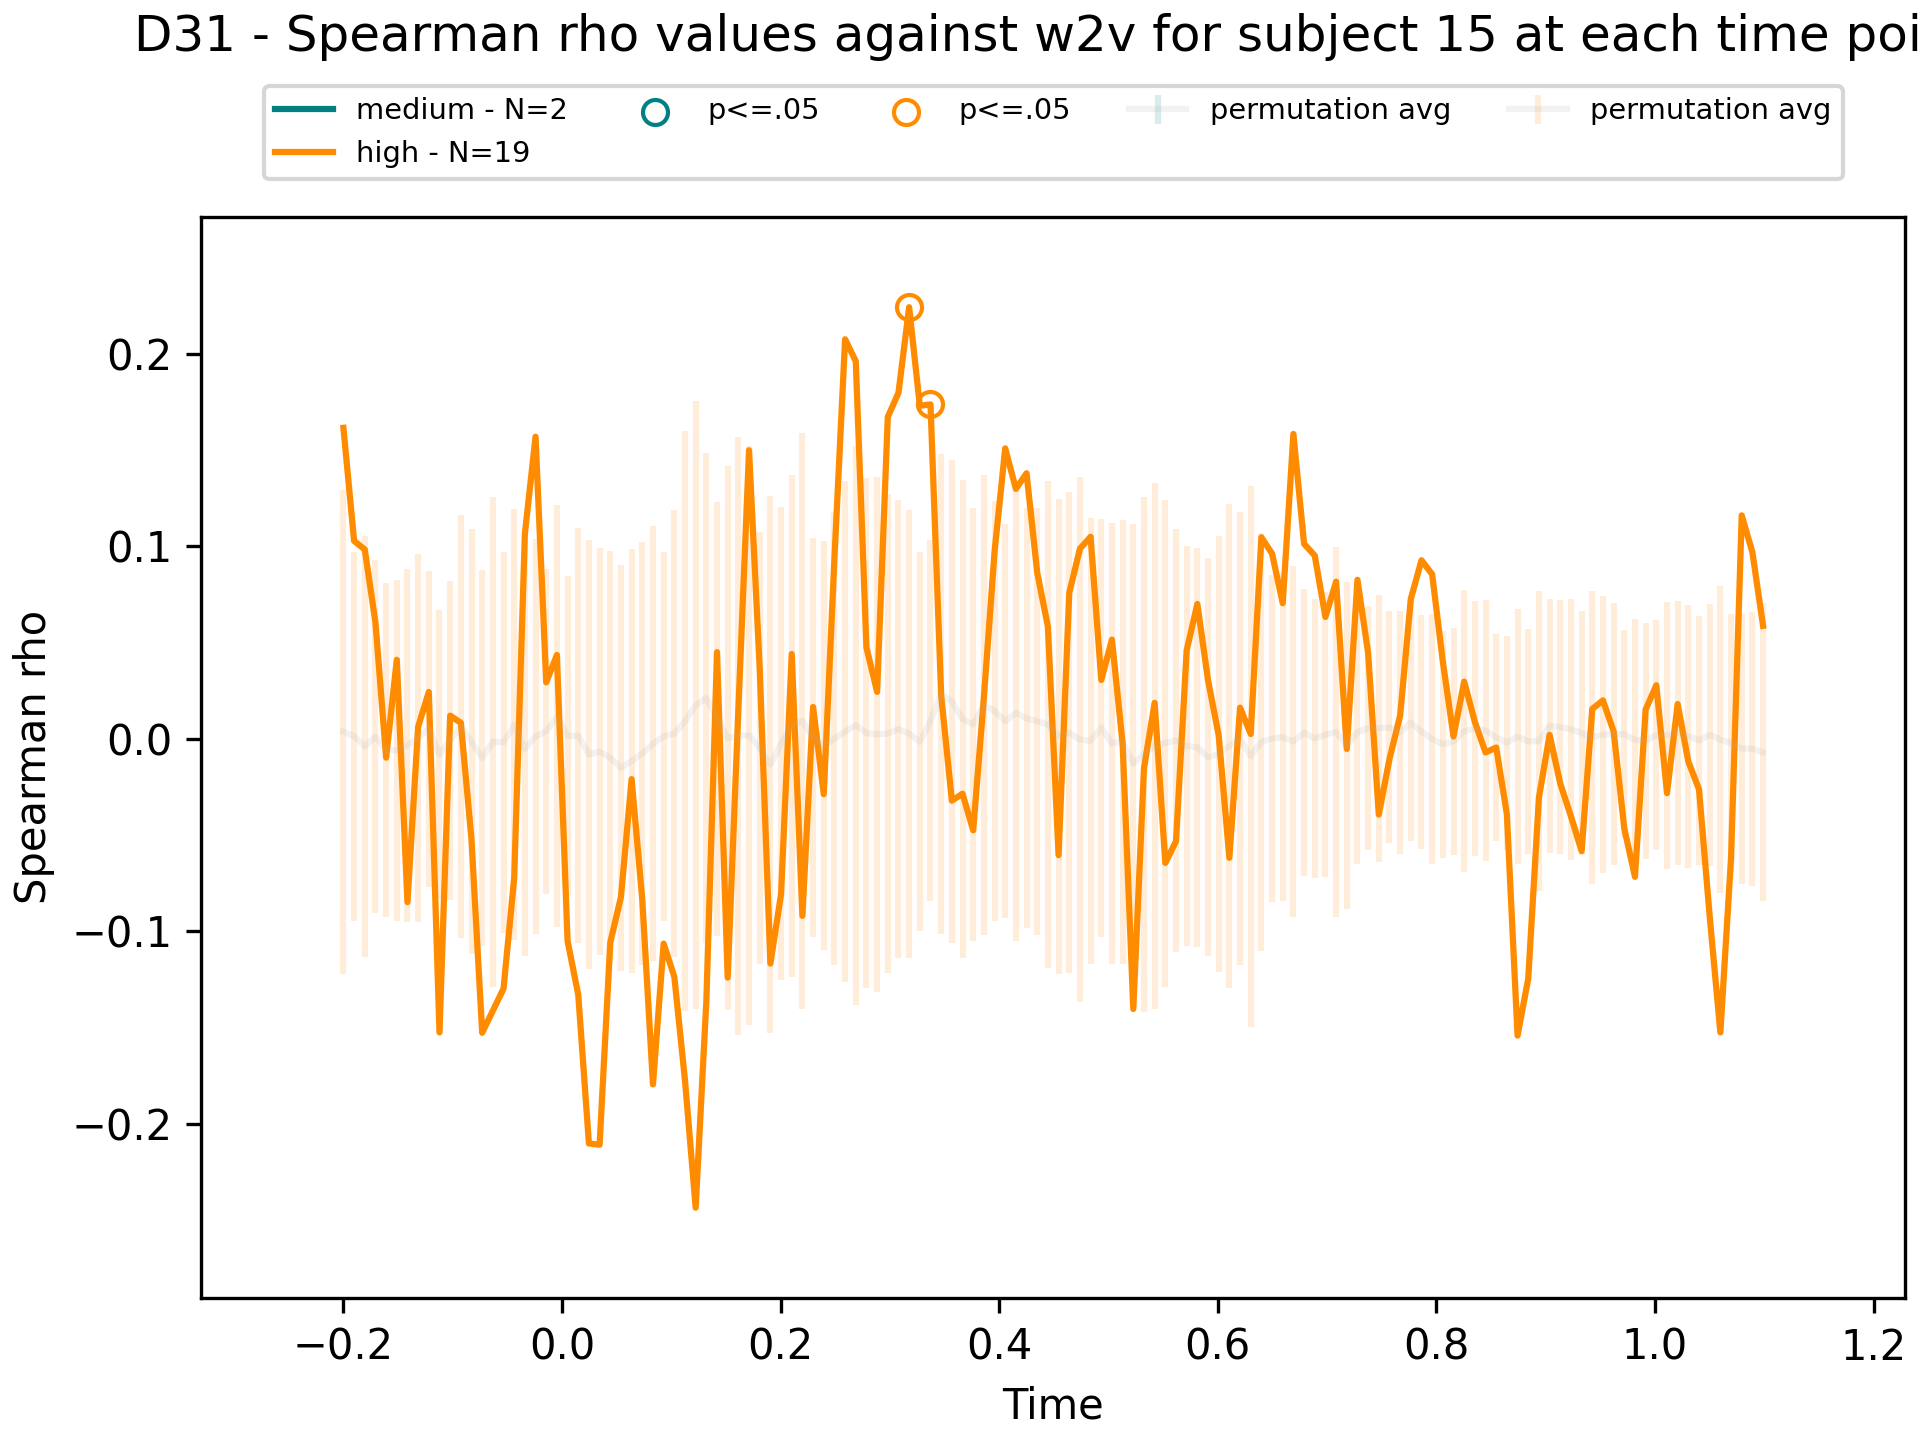 D31 - Spearman rho values against w2v for subject 15 at each time poi
medium - N=2
high - N=19
p<=.05
p<=.05
permutation avg
permutation avg
Spearman rho
0.2
0.1
0.0
−0.1
−0.2
−0.2 0.0 0.2 0.4 0.6 0.8 1.0 1.2
Time